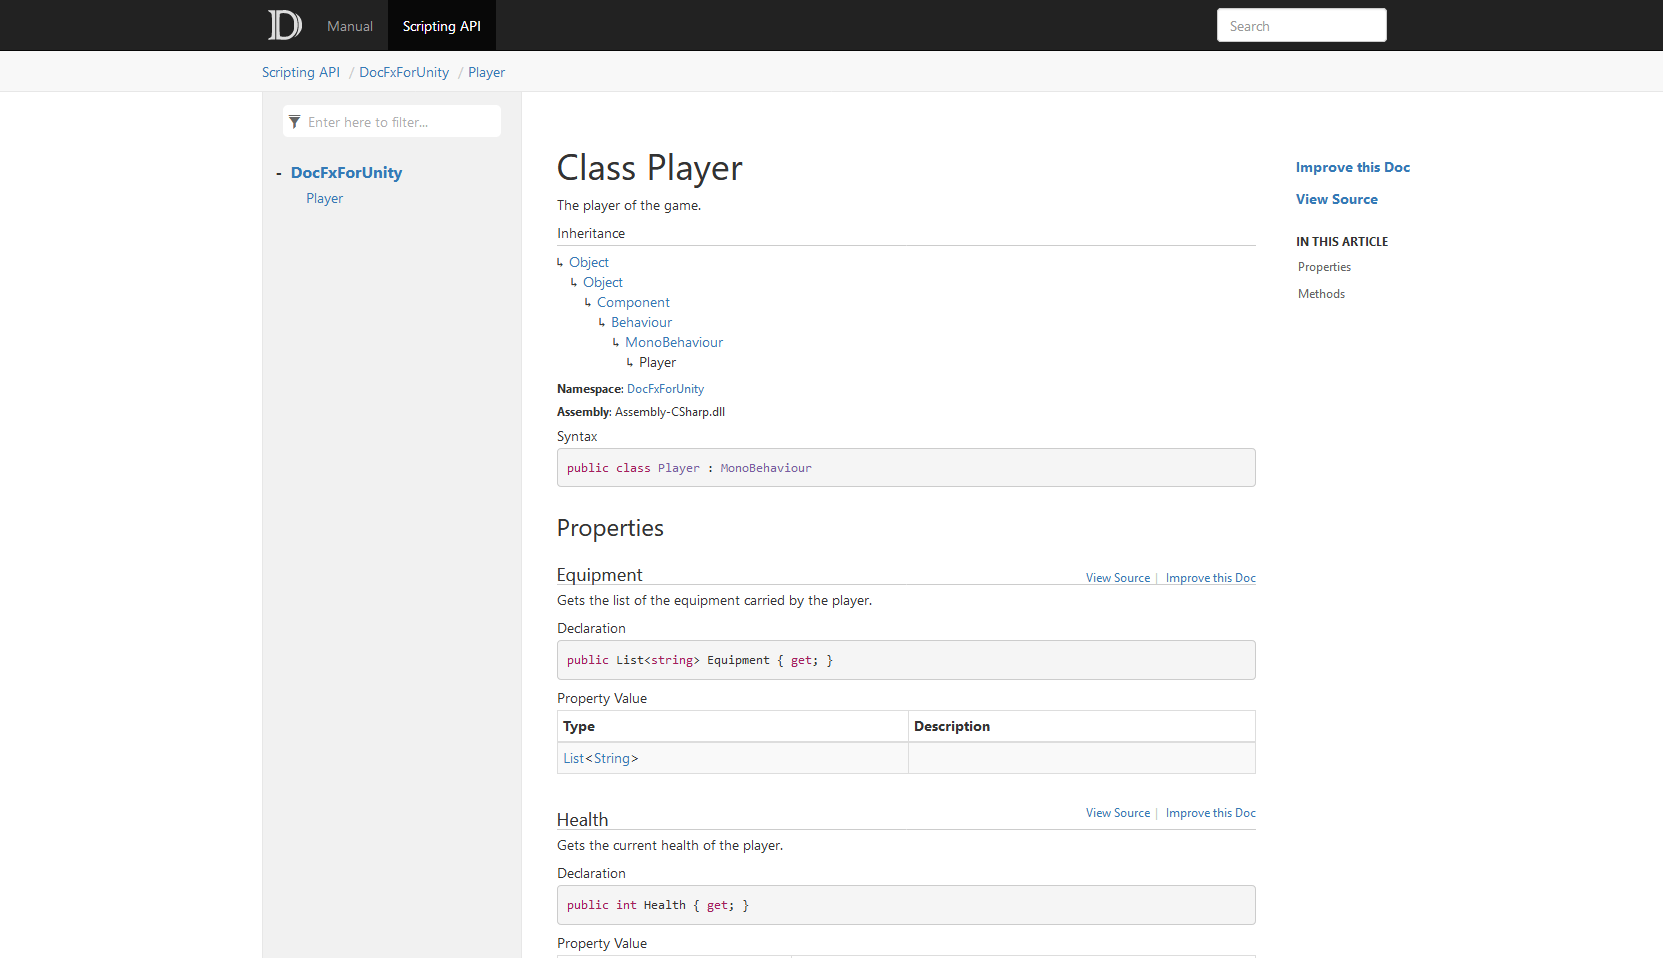 Manual
Scripting API
Search
Scripting API / DocFxForUnity / Player
Enter here to filter...
- DocFxForUnity
Player
Class Player
The player of the game.
Inheritance
↳ Object
↳ Object
↳ Component
↳ Behaviour
↳ MonoBehaviour
↳ Player
Namespace: DocFxForUnity
Assembly: Assembly-CSharp.dll
Syntax
public class Player : MonoBehaviour
Properties
Equipment
View Source | Improve this Doc
Gets the list of the equipment carried by the player.
Declaration
public List<string> Equipment { get; }
Property Value
Type Description
List<String>
Health
View Source | Improve this Doc
Gets the current health of the player.
Declaration
public int Health { get; }
Property Value
Improve this Doc
View Source
IN THIS ARTICLE
Properties
Methods